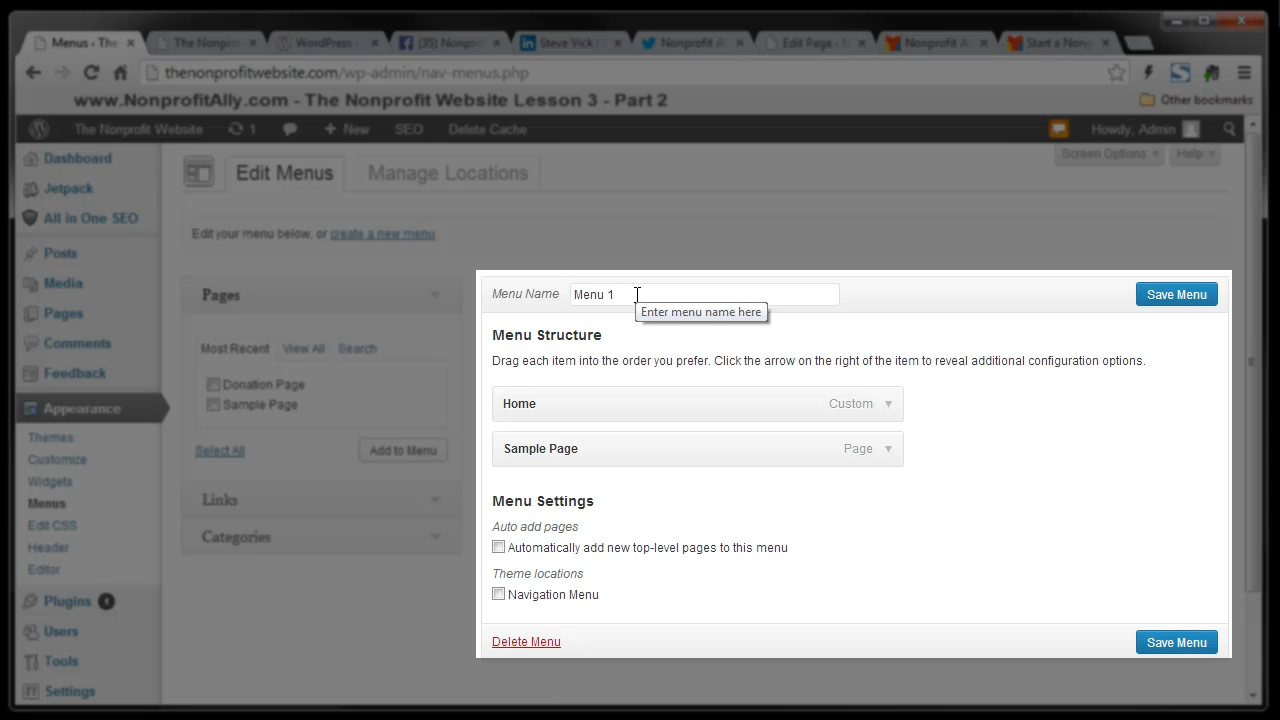 Menus ‹ The
The Nonpro
WordPress ‹
(35) Nonpro
Steve Vick |
Nonprofit A
Edit Page ‹
Nonprofit A
Start a Nonp
thenonprofitwebsite.com/wp-admin/nav-menus.php
www.NonprofitAlly.com - The Nonprofit Website Lesson 3 - Part 2
Other bookmarks
The Nonprofit Website
1
New
SEO
Delete Cache
Howdy, Admin
Screen Options
Help
Dashboard
Jetpack
All in One SEO
Posts
Media
Pages
Comments
Feedback
Appearance
Themes
Customize
Widgets
Menus
Edit CSS
Header
Editor
Plugins 1
Users
Tools
Settings
Edit Menus
Manage Locations
Edit your menu below, or create a new menu
Pages
Most Recent
View All
Search
Donation Page
Sample Page
Select All
Add to Menu
Links
Categories
Menu Name
Menu 1
Save Menu
Enter menu name here
Menu Structure
Drag each item into the order you prefer. Click the arrow on the right of the item to reveal additional configuration options.
Home
Custom
Sample Page
Page
Menu Settings
Auto add pages
Automatically add new top-level pages to this menu
Theme locations
Navigation Menu
Delete Menu
Save Menu